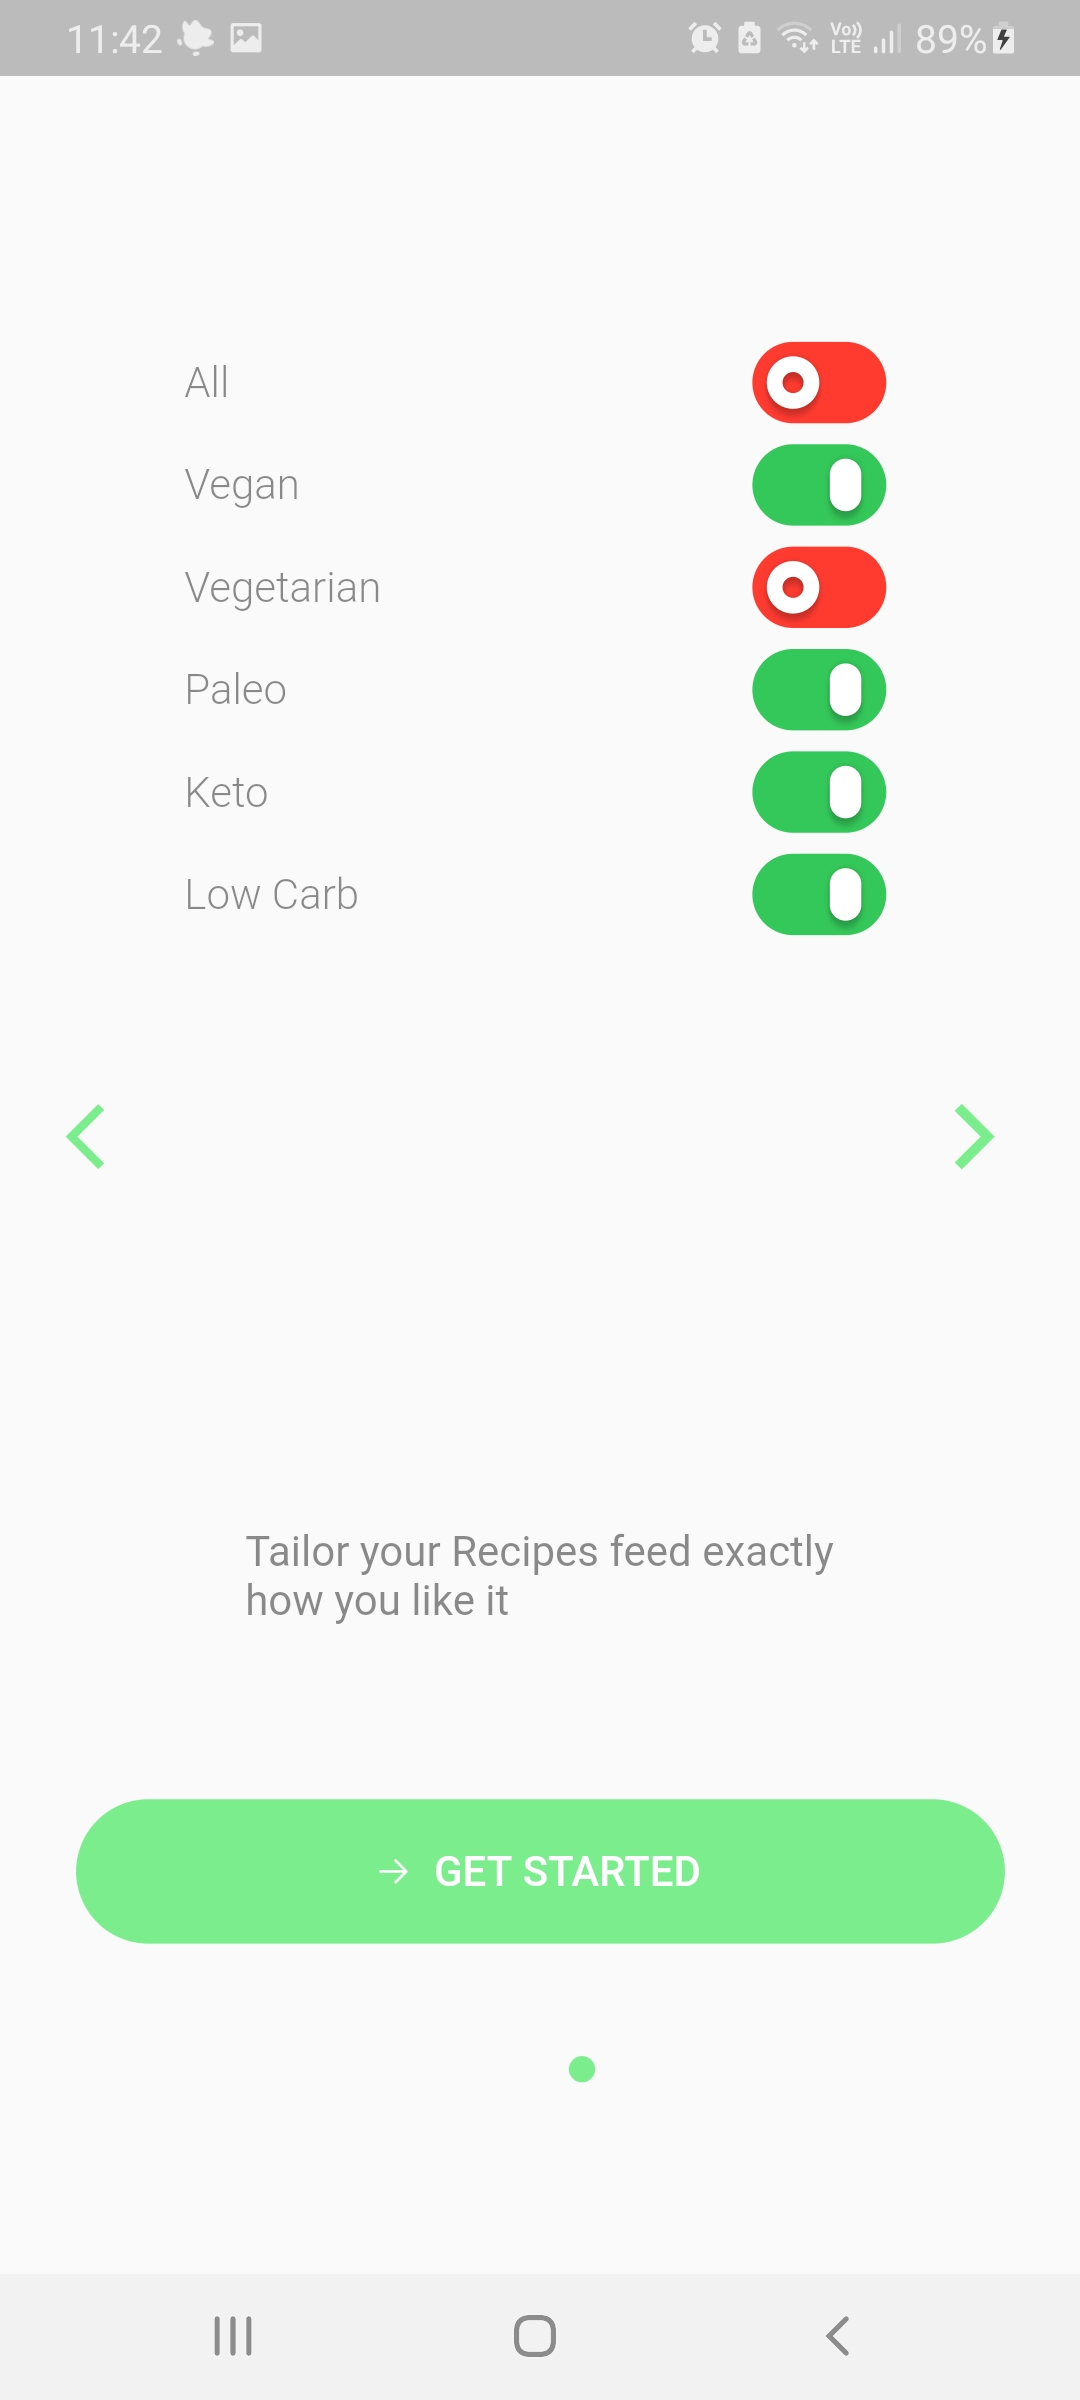 11:42
Vo)) LTE 89%
All
Vegan
Vegetarian
Paleo
Keto
Low Carb
Tailor your Recipes feed exactly
how you like it
GET STARTED